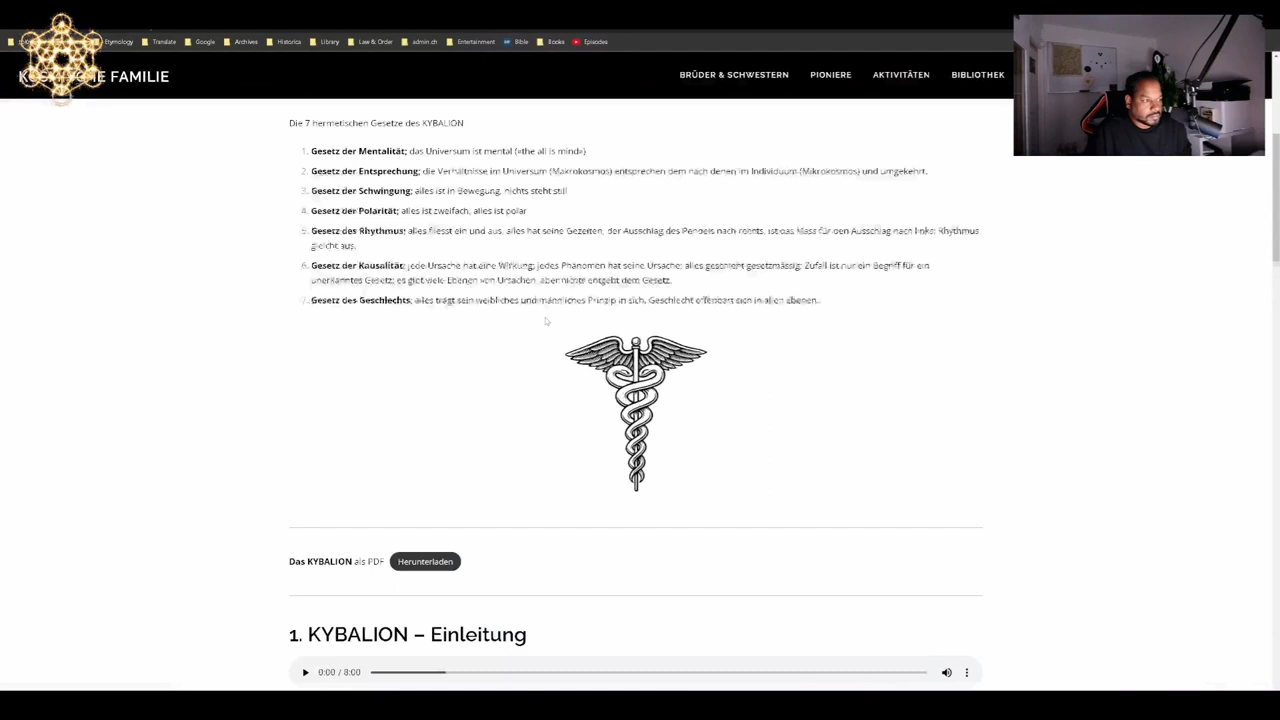 Etymology Translate Google Archives Historica Library Law & Order admin.ch Entertainment Bible Books Episodes
FAMILIE
BRÜDER & SCHWESTERN PIONIERE AKTIVITÄTEN BIBLIOTHEK
Die 7 hermetischen Gesetze des KYBALION
1. Gesetz der Mentalität; das Universum ist mental («the all is mind»)
2. Gesetz der Entsprechung; die Verhältnisse im Universum (Makrokosmos) entsprechen dem nach denen im Individuum (Mikrokosmos) und umgekehrt.
3. Gesetz der Schwingung; alles ist in Bewegung, nichts steht still
4. Gesetz der Polarität; alles ist zweifach, alles ist polar
5. Gesetz des Rhythmus; alles fliesst ein und aus, alles hat seine Gezeiten, der Ausschlag des Pendels nach rechts, ist das Mass für den Ausschlag nach links; Rhythmus
gleicht aus.
6. Gesetz der Kausalität; jede Ursache hat eine Wirkung; jedes Phänomen hat seine Ursache; alles geschieht gesetzmässig; Zufall ist nur ein Begriff für ein
unerkanntes Gesetz; es gibt viele Ebenen von Ursachen, aber nichts entgeht dem Gesetz.
7. Gesetz des Geschlechts; alles trägt sein weibliches und männliches Prinzip in sich, Geschlecht offenbart sich in allen ebenen.
Das KYBALION als PDF Herunterladen
1. KYBALION – Einleitung
0:00 / 8:00